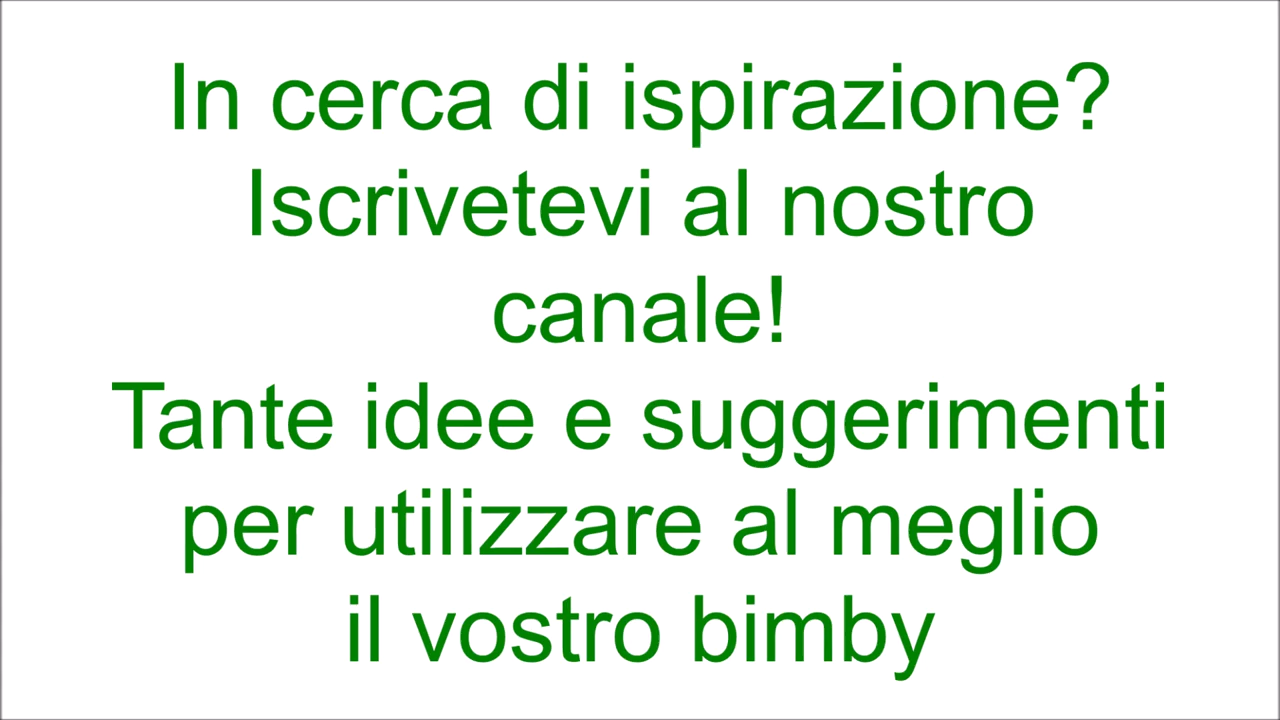 In cerca di ispirazione?
Iscrivetevi al nostro
canale!
Tante idee e suggerimenti
per utilizzare al meglio
il vostro bimby